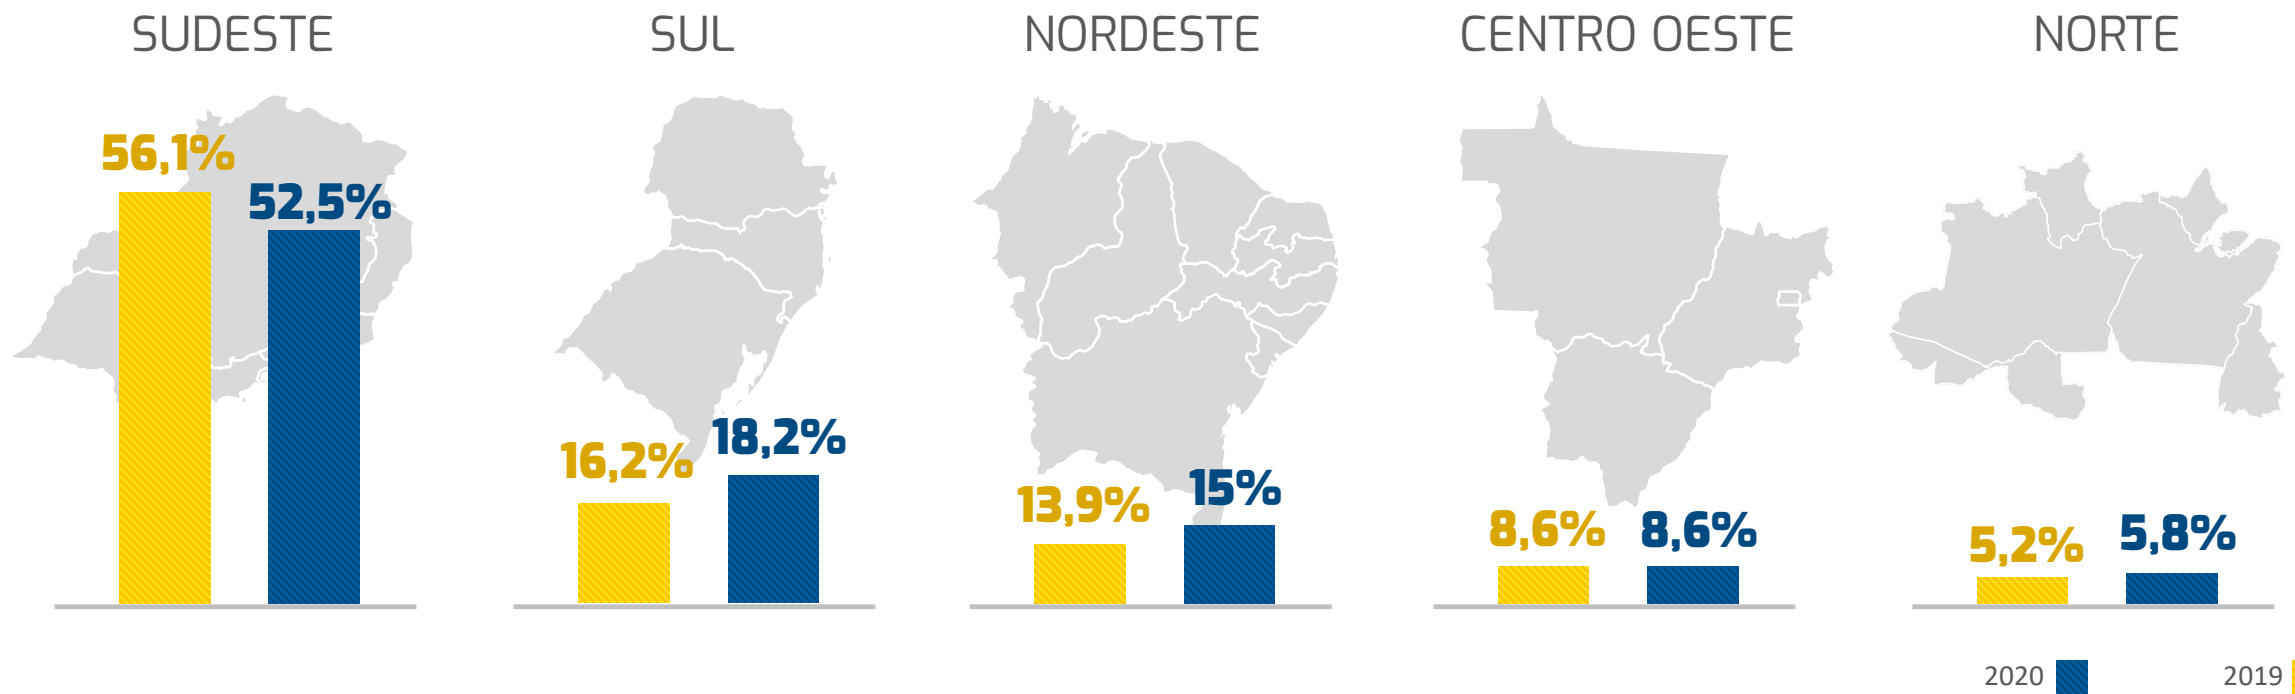 SUDESTE
SUL
NORDESTE
CENTRO OESTE
NORTE
56,1%
52,5%
16,2%
18,2%
13,9%
15%
8,6%
8,6%
5,2%
5,8%
2020
2019